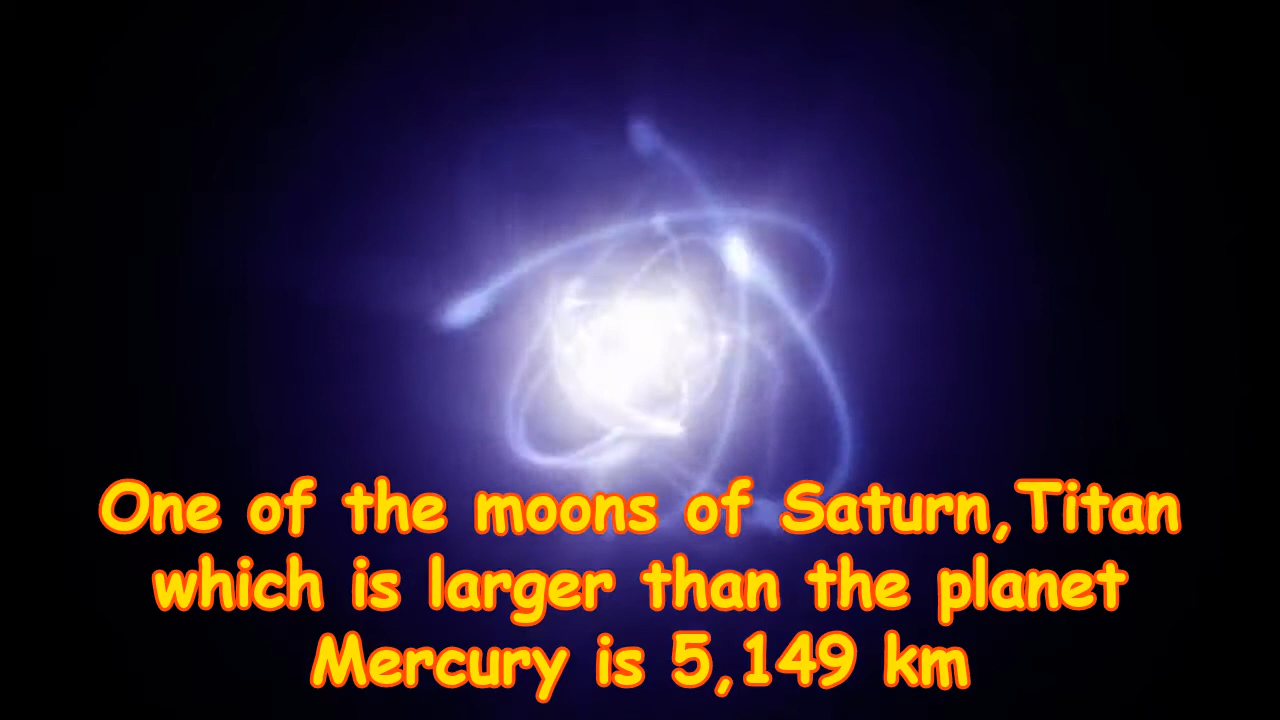 One of the moons of Saturn,Titan
which is larger than the planet
Mercury is 5,149 km